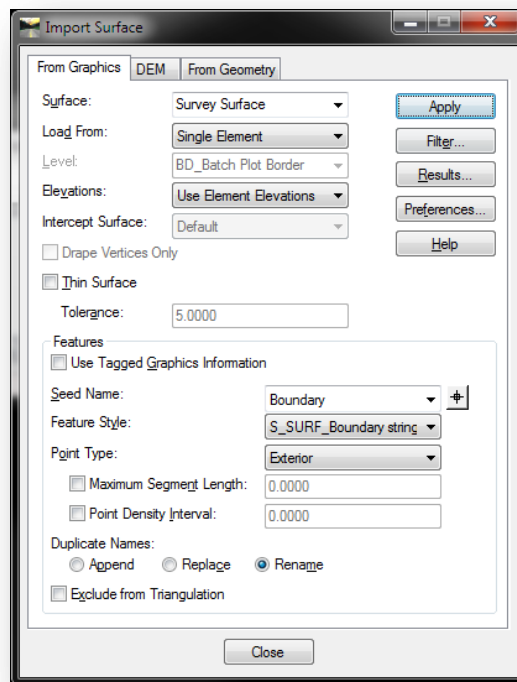 Import Surface
From Graphics DEM From Geometry
Surface: Survey Surface Apply
Load From: Single Element Filter...
Level: BD_Batch Plot Border Results...
Elevations: Use Element Elevations Preferences...
Intercept Surface: Default Help
Drape Vertices Only
Thin Surface
Tolerance: 5.0000
Features
Use Tagged Graphics Information
Seed Name: Boundary
Feature Style: S_SURF_Boundary string
Point Type: Exterior
Maximum Segment Length: 0.0000
Point Density Interval: 0.0000
Duplicate Names:
Append Replace Rename
Exclude from Triangulation
Close